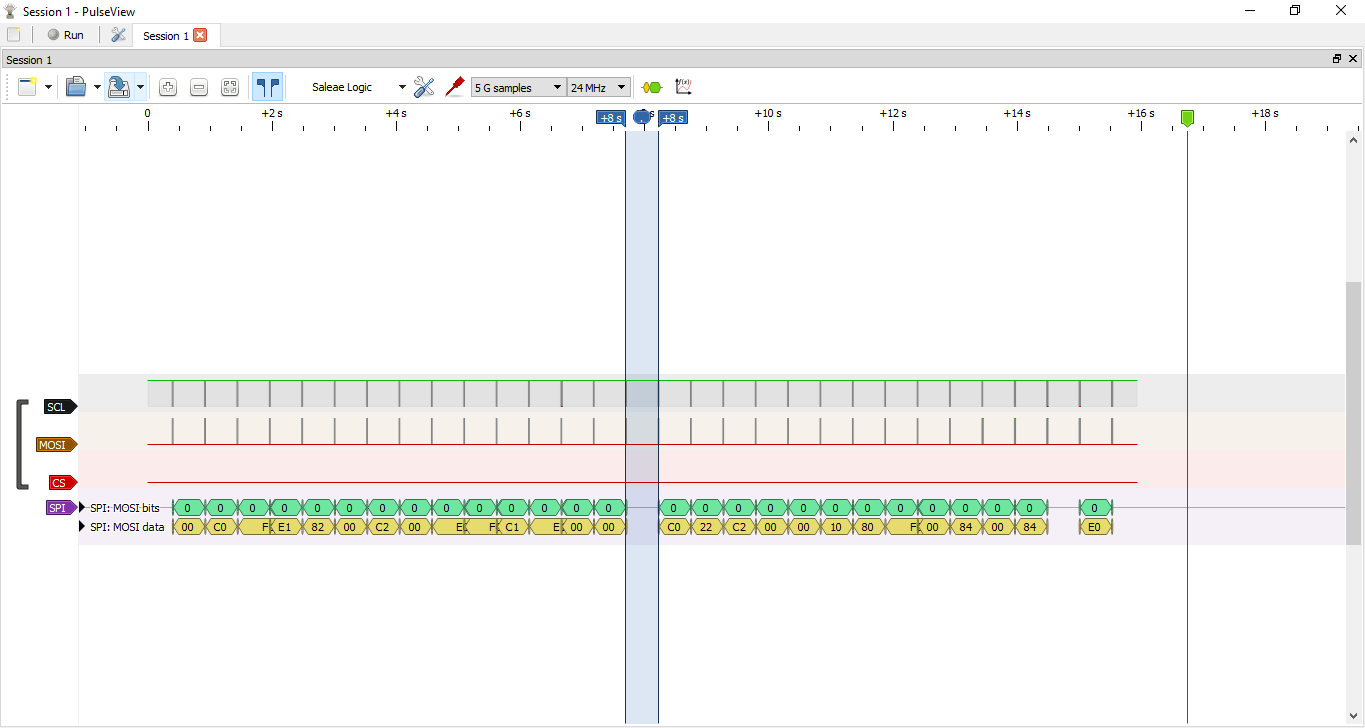 Session 1 - PulseView
Run
Session 1
Session 1
Saleae Logic
5 G samples
24 MHz
0 +2 s +4 s +6 s +8 s +8 s +10 s +12 s +14 s +16 s +18 s
SCL
MOSI
CS
SPI SPI: MOSI bits 0 0 0 0 0 0 0 0 0 0 0 0 0 0 0 0 0 0 0 0 0 0 0 0 0 0 0
SPI: MOSI data 00 C0 F E1 82 00 C2 00 E F C1 E 00 00 C0 22 C2 00 00 10 80 F 00 84 00 84 E0